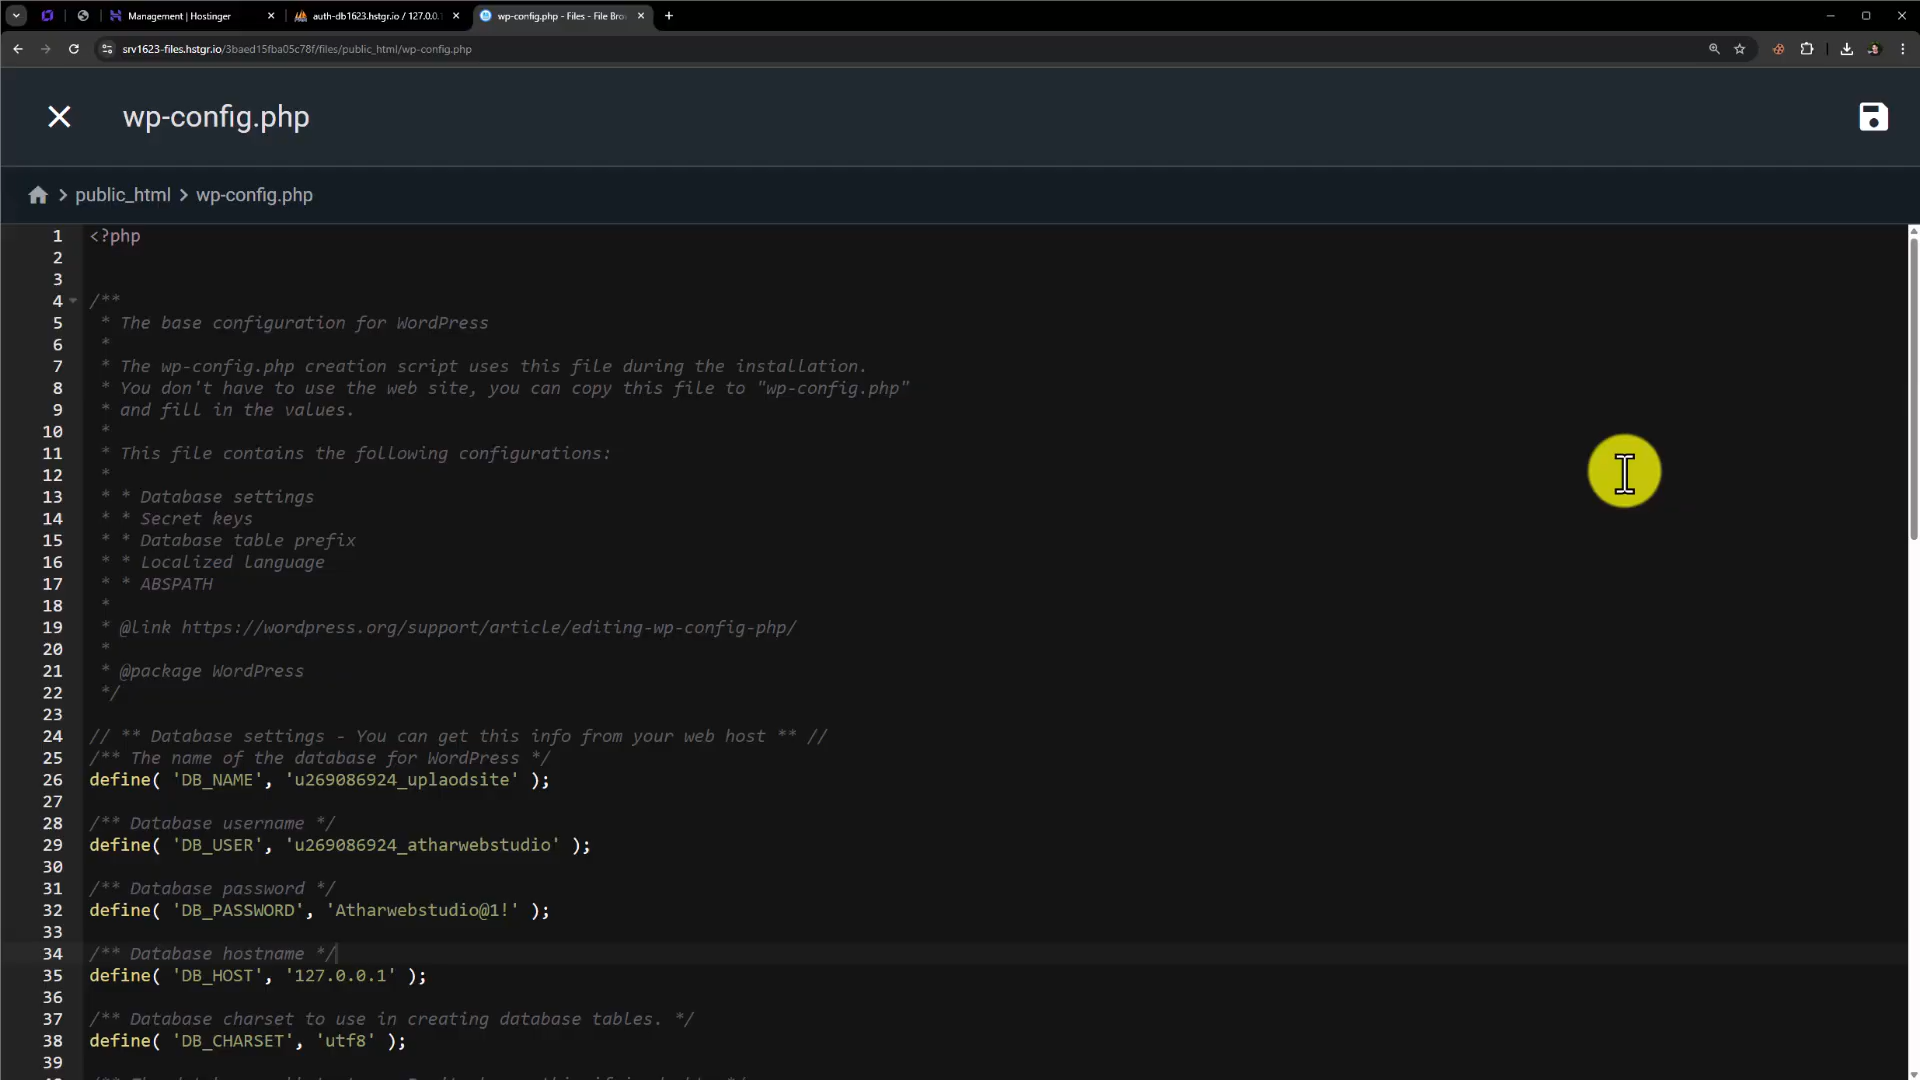 Management | Hostinger
auth-db1623.hstgr.io / 127.0.0.1
wp-config.php - Files - File Bro
srv1623-files.hstgr.io/3baed15fba05c78f/files/public_html/wp-config.php
wp-config.php
public_html > wp-config.php
1 <?php
2
3
4 /**
5 * The base configuration for WordPress
6 *
7 * The wp-config.php creation script uses this file during the installation.
8 * You don't have to use the web site, you can copy this file to "wp-config.php"
9 * and fill in the values.
10 *
11 * This file contains the following configurations:
12 *
13 * * Database settings
14 * * Secret keys
15 * * Database table prefix
16 * * Localized language
17 * * ABSPATH
18 *
19 * @link https://wordpress.org/support/article/editing-wp-config-php/
20 *
21 * @package WordPress
22 */
23
24 // ** Database settings - You can get this info from your web host ** //
25 /** The name of the database for WordPress */
26 define( 'DB_NAME', 'u269086924_uplaodsite' );
27
28 /** Database username */
29 define( 'DB_USER', 'u269086924_atharwebstudio' );
30
31 /** Database password */
32 define( 'DB_PASSWORD', 'Atharwebstudio@1!' );
33
34 /** Database hostname */
35 define( 'DB_HOST', '127.0.0.1' );
36
37 /** Database charset to use in creating database tables. */
38 define( 'DB_CHARSET', 'utf8' );
39